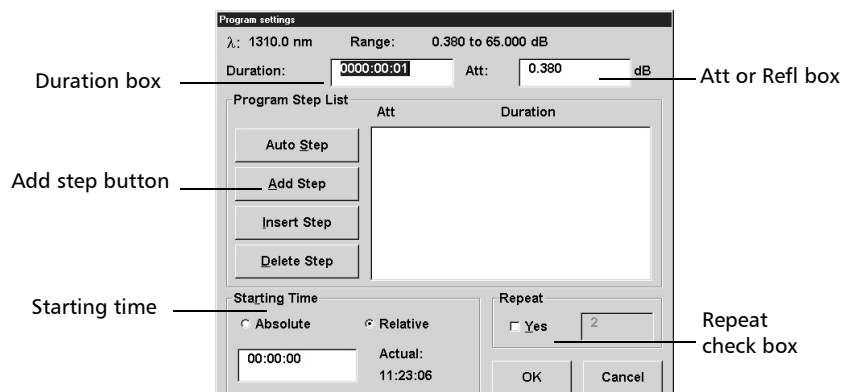 Program settings
λ: 1310.0 nm Range: 0.380 to 65.000 dB
Duration: 0000:00:01 Att: 0.380 dB
Duration box
Att or Refl box
Program Step List
Att Duration
Auto Step
Add step button
Add Step
Insert Step
Delete Step
Starting time
Starting Time
Absolute Relative
00:00:00
Actual:
11:23:06
Repeat
Yes 2
Repeat
check box
OK Cancel